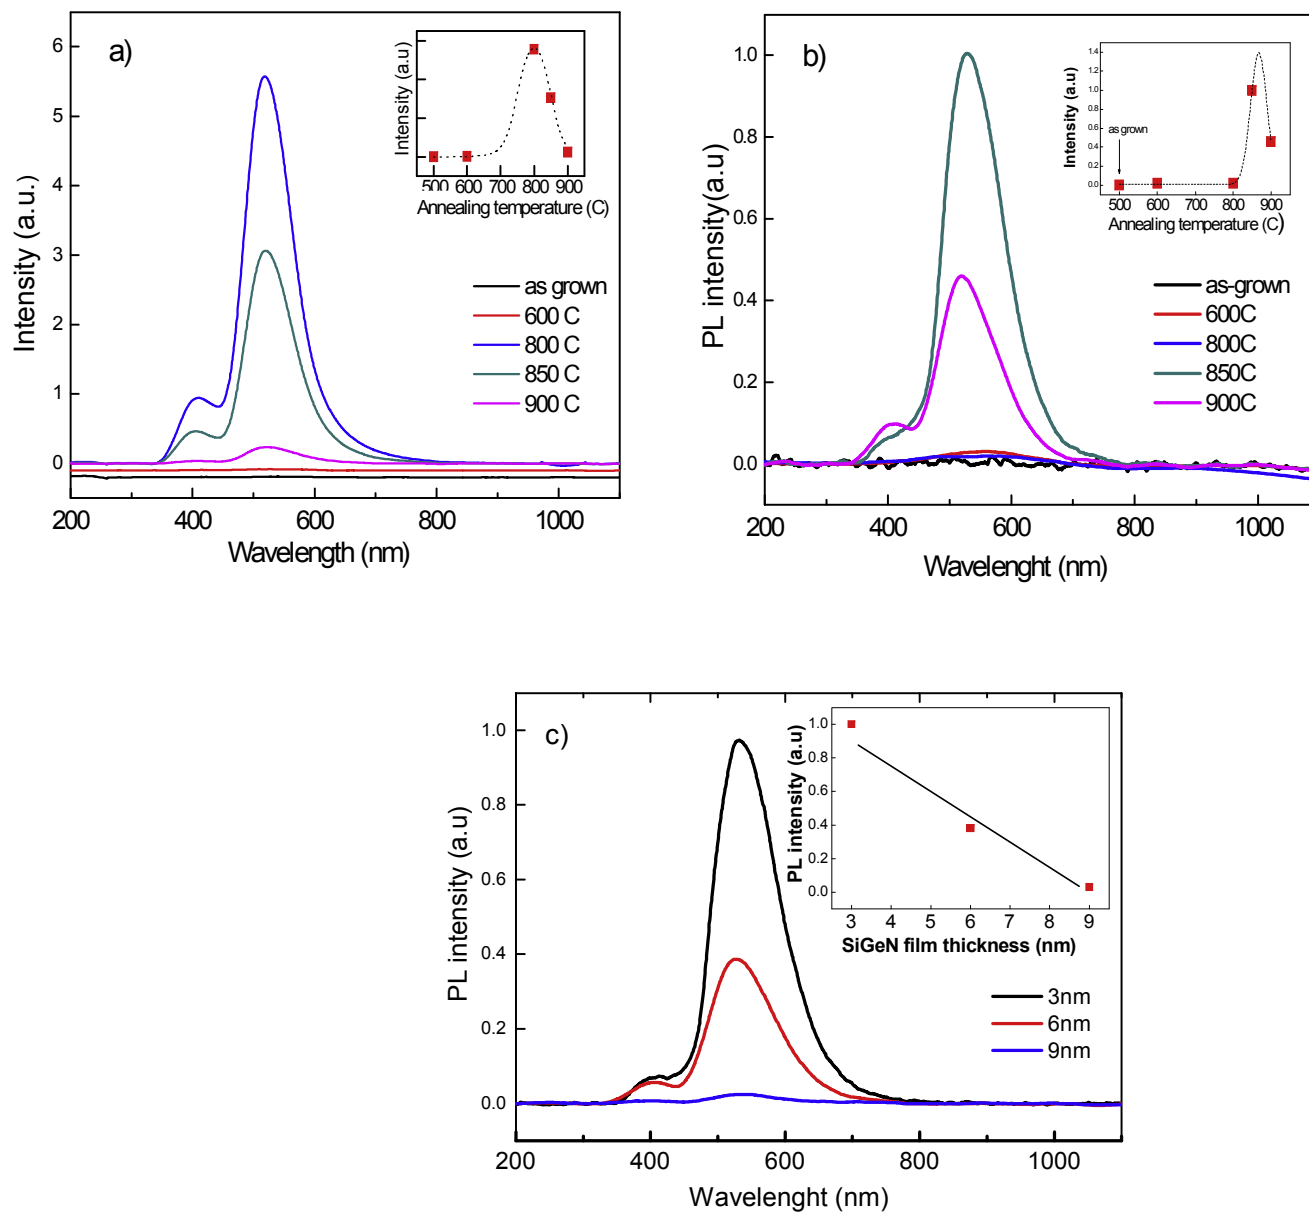 a)
Intensity (a.u.)
6
5
4
3
2
1
0
200 400 600 800 1000
Wavelength (nm)
Intensity (a.u)
500 600 700 800 900
Annealing temperature (C)
as grown
600 C
800 C
850 C
900 C
b)
PL intensity(a.u)
1.0
0.8
0.6
0.4
0.2
0.0
200 400 600 800 1000
Wavelenght (nm)
Intensity (a.u)
1.4
1.2
1.0
0.8
0.6
0.4
0.2
0.0
as grown
500 600 700 800 900
Annealing temperature (C)
as-grown
600C
800C
850C
900C
c)
PL intensity (a.u)
1.0
0.8
0.6
0.4
0.2
0.0
200 400 600 800 1000
Wavelenght (nm)
PL intensity (a.u)
1.0
0.8
0.6
0.4
0.2
0.0
3 4 5 6 7 8 9
SiGeN film thickness (nm)
3nm
6nm
9nm